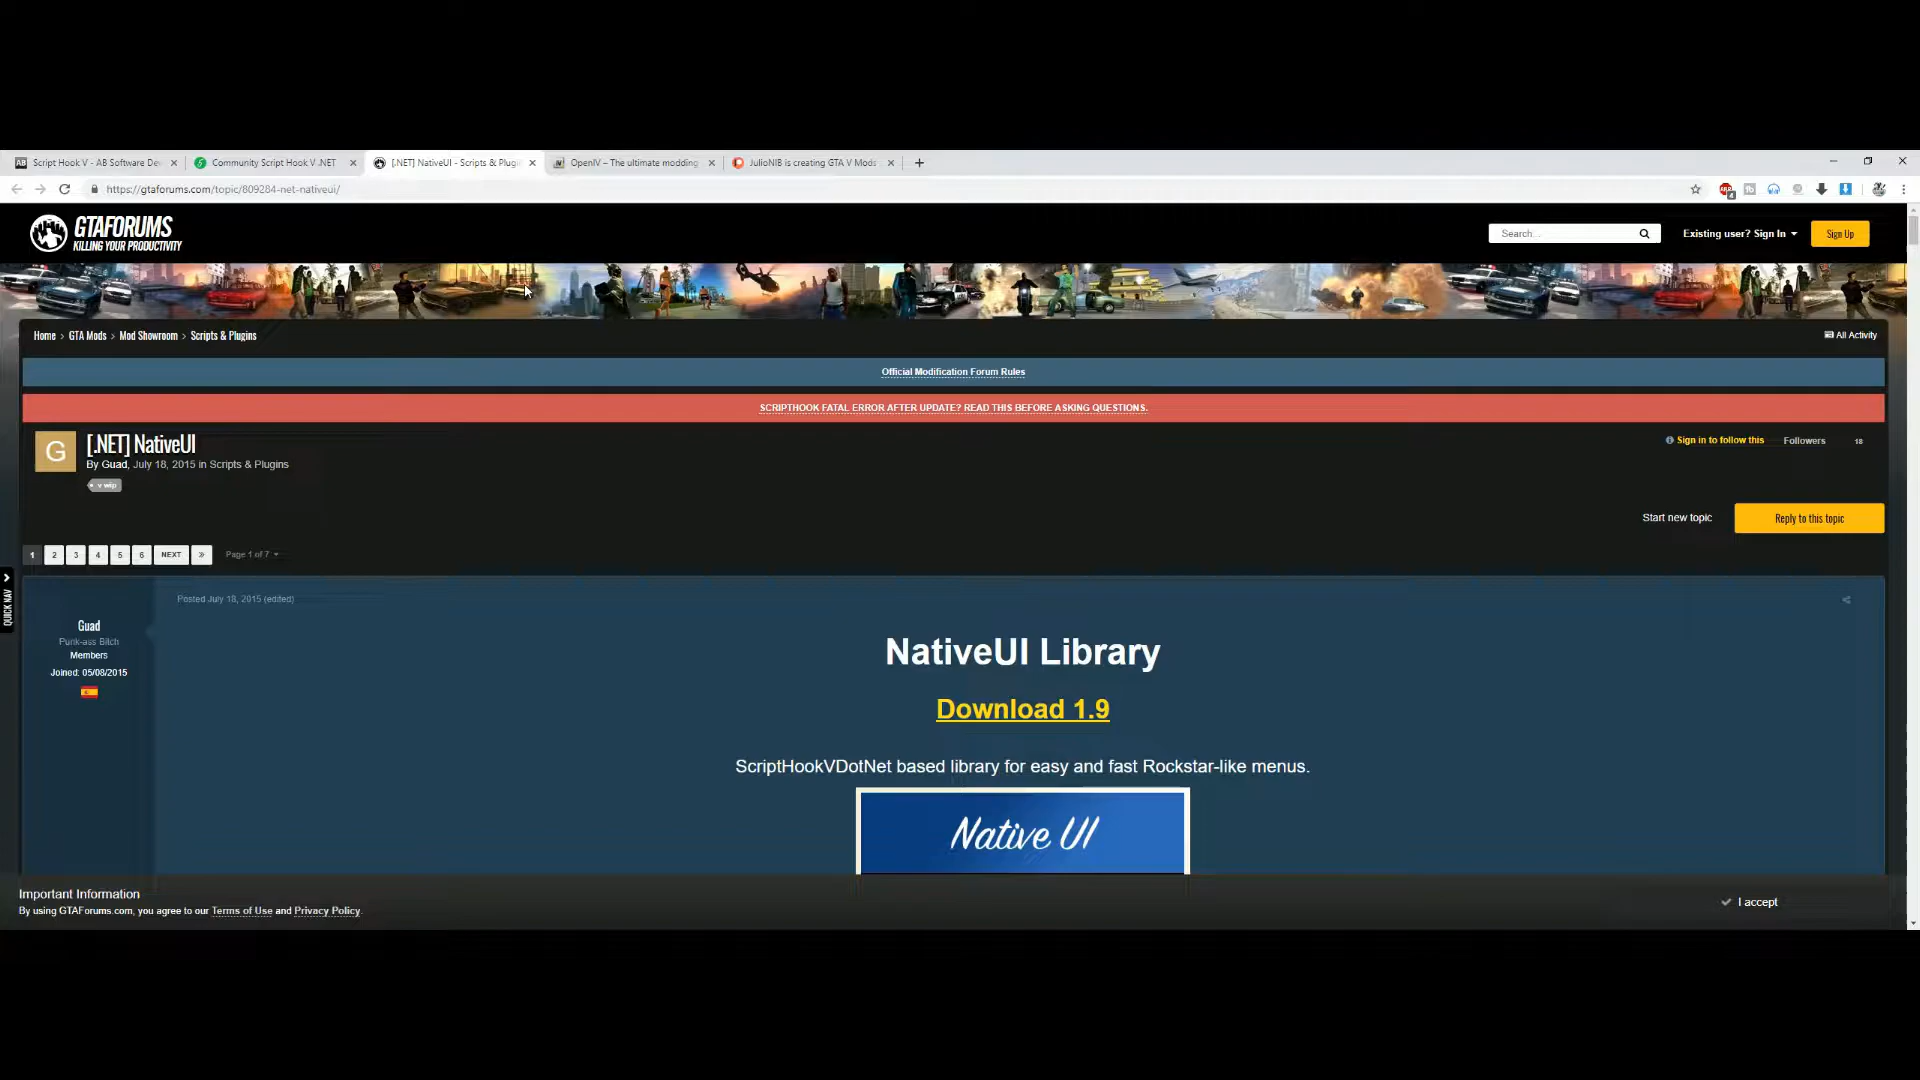 Script Hook V - AB Software De
Community Script Hook V .NET
[.NET] NativeUI - Scripts & Plugi
OpenIV – The ultimate modding
JulioNIB is creating GTA V Mods
https://gtaforums.com/topic/809284-net-nativeui/
GTAFORUMS
KILLING YOUR PRODUCTIVITY
Search...
Existing user? Sign In
Sign Up
Home > GTA Mods > Mod Showroom > Scripts & Plugins
All Activity
Official Modification Forum Rules
SCRIPTHOOK FATAL ERROR AFTER UPDATE? READ THIS BEFORE ASKING QUESTIONS.
G
[.NET] NativeUI
By Guad, July 18, 2015 in Scripts & Plugins
v wip
Sign in to follow this
Followers
18
Start new topic
Reply to this topic
1 2 3 4 5 6 NEXT » Page 1 of 7
QUICK NAV
Posted July 18, 2015 (edited)
Guad
Punk-ass Bitch
Members
Joined: 05/08/2015
NativeUI Library
Download 1.9
ScriptHookVDotNet based library for easy and fast Rockstar-like menus.
Native UI
Important Information
By using GTAForums.com, you agree to our Terms of Use and Privacy Policy.
I accept